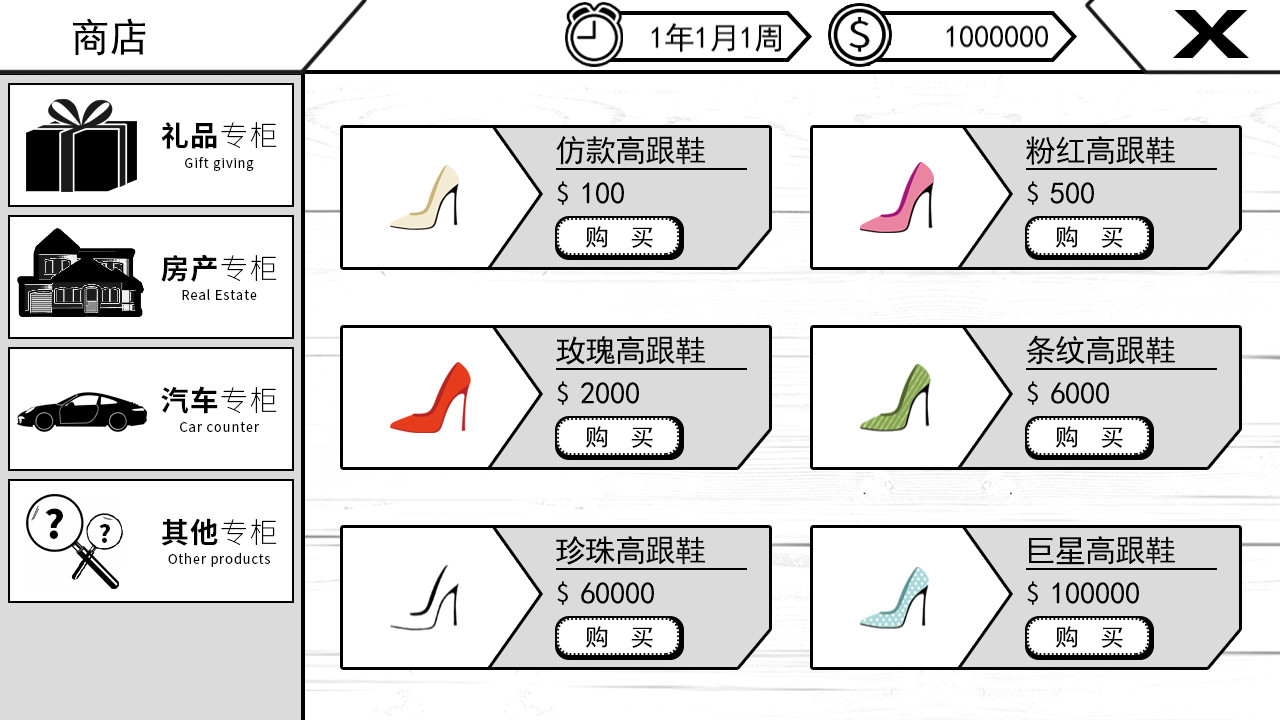 商店
1年1月1周
$
1000000
X
礼品专柜
Gift giving
房产专柜
Real Estate
汽车专柜
Car counter
? ?
其他专柜
Other products
仿款高跟鞋
$ 100
购 买
粉红高跟鞋
$ 500
购 买
玫瑰高跟鞋
$ 2000
购 买
条纹高跟鞋
$ 6000
购 买
珍珠高跟鞋
$ 60000
购 买
巨星高跟鞋
$ 100000
购 买